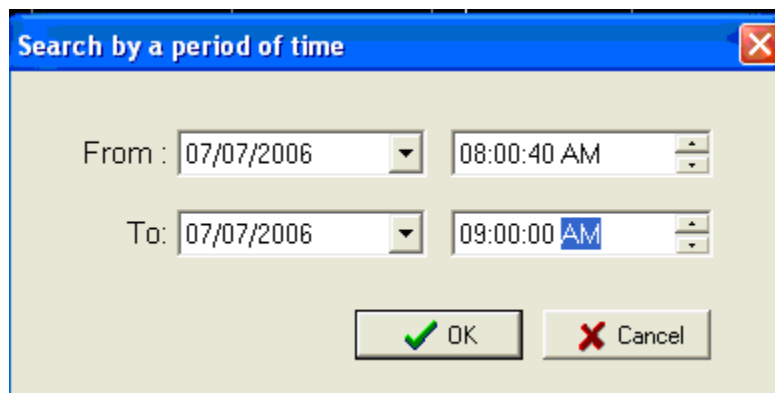 Search by a period of time
From : 07/07/2006 08:00:40 AM
To: 07/07/2006 09:00:00 AM
OK Cancel